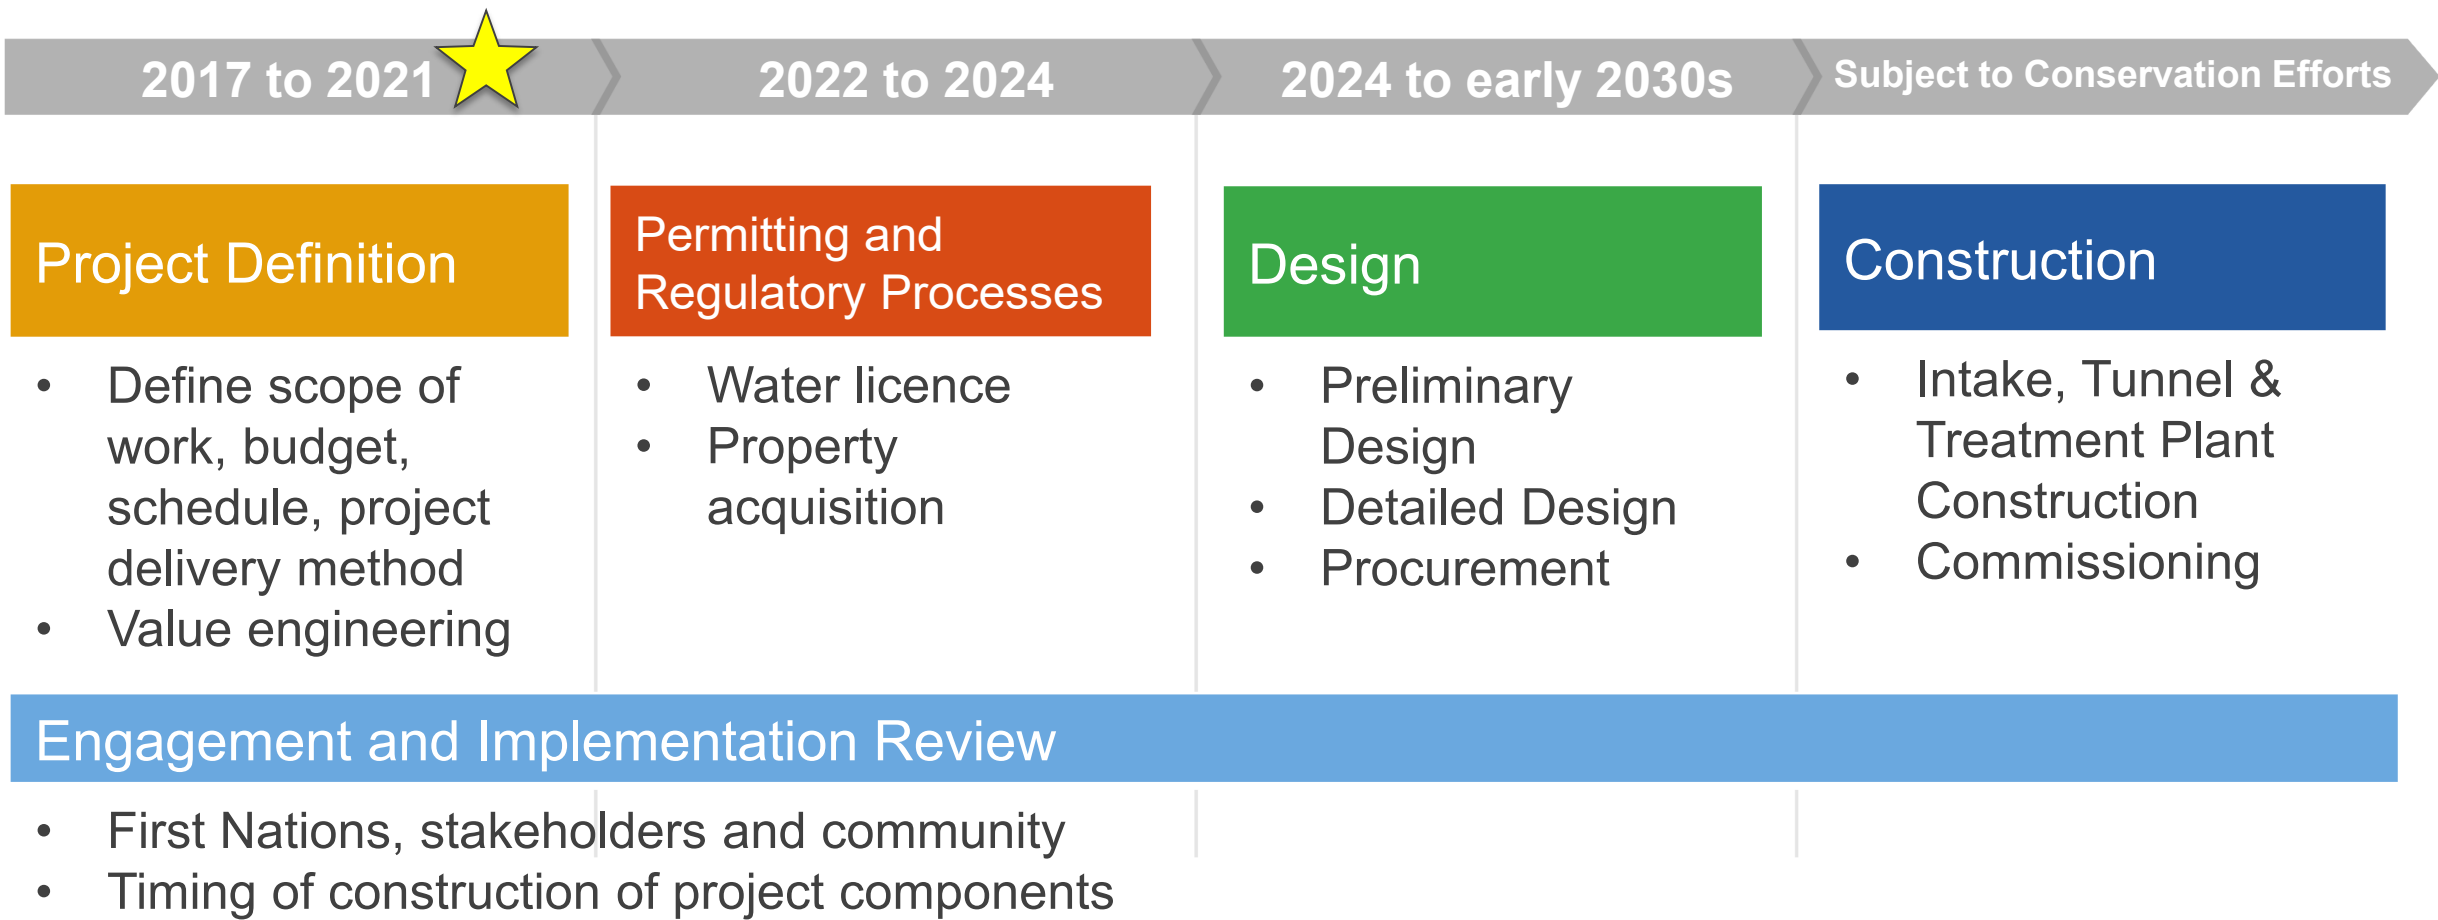 2017 to 2021
2022 to 2024
2024 to early 2030s
Subject to Conservation Efforts
Project Definition
• Define scope of
work, budget,
schedule, project
delivery method
• Value engineering
Permitting and
Regulatory Processes
• Water licence
• Property
acquisition
Design
• Preliminary
Design
• Detailed Design
• Procurement
Construction
• Intake, Tunnel &
Treatment Plant
Construction
• Commissioning
Engagement and Implementation Review
• First Nations, stakeholders and community
• Timing of construction of project components